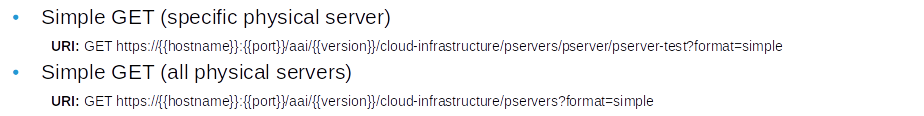 • Simple GET (specific physical server)
URI: GET https://{{hostname}}:{{port}}/aai/{{version}}/cloud-infrastructure/pservers/pserver/pserver-test?format=simple
• Simple GET (all physical servers)
URI: GET https://{{hostname}}:{{port}}/aai/{{version}}/cloud-infrastructure/pservers?format=simple